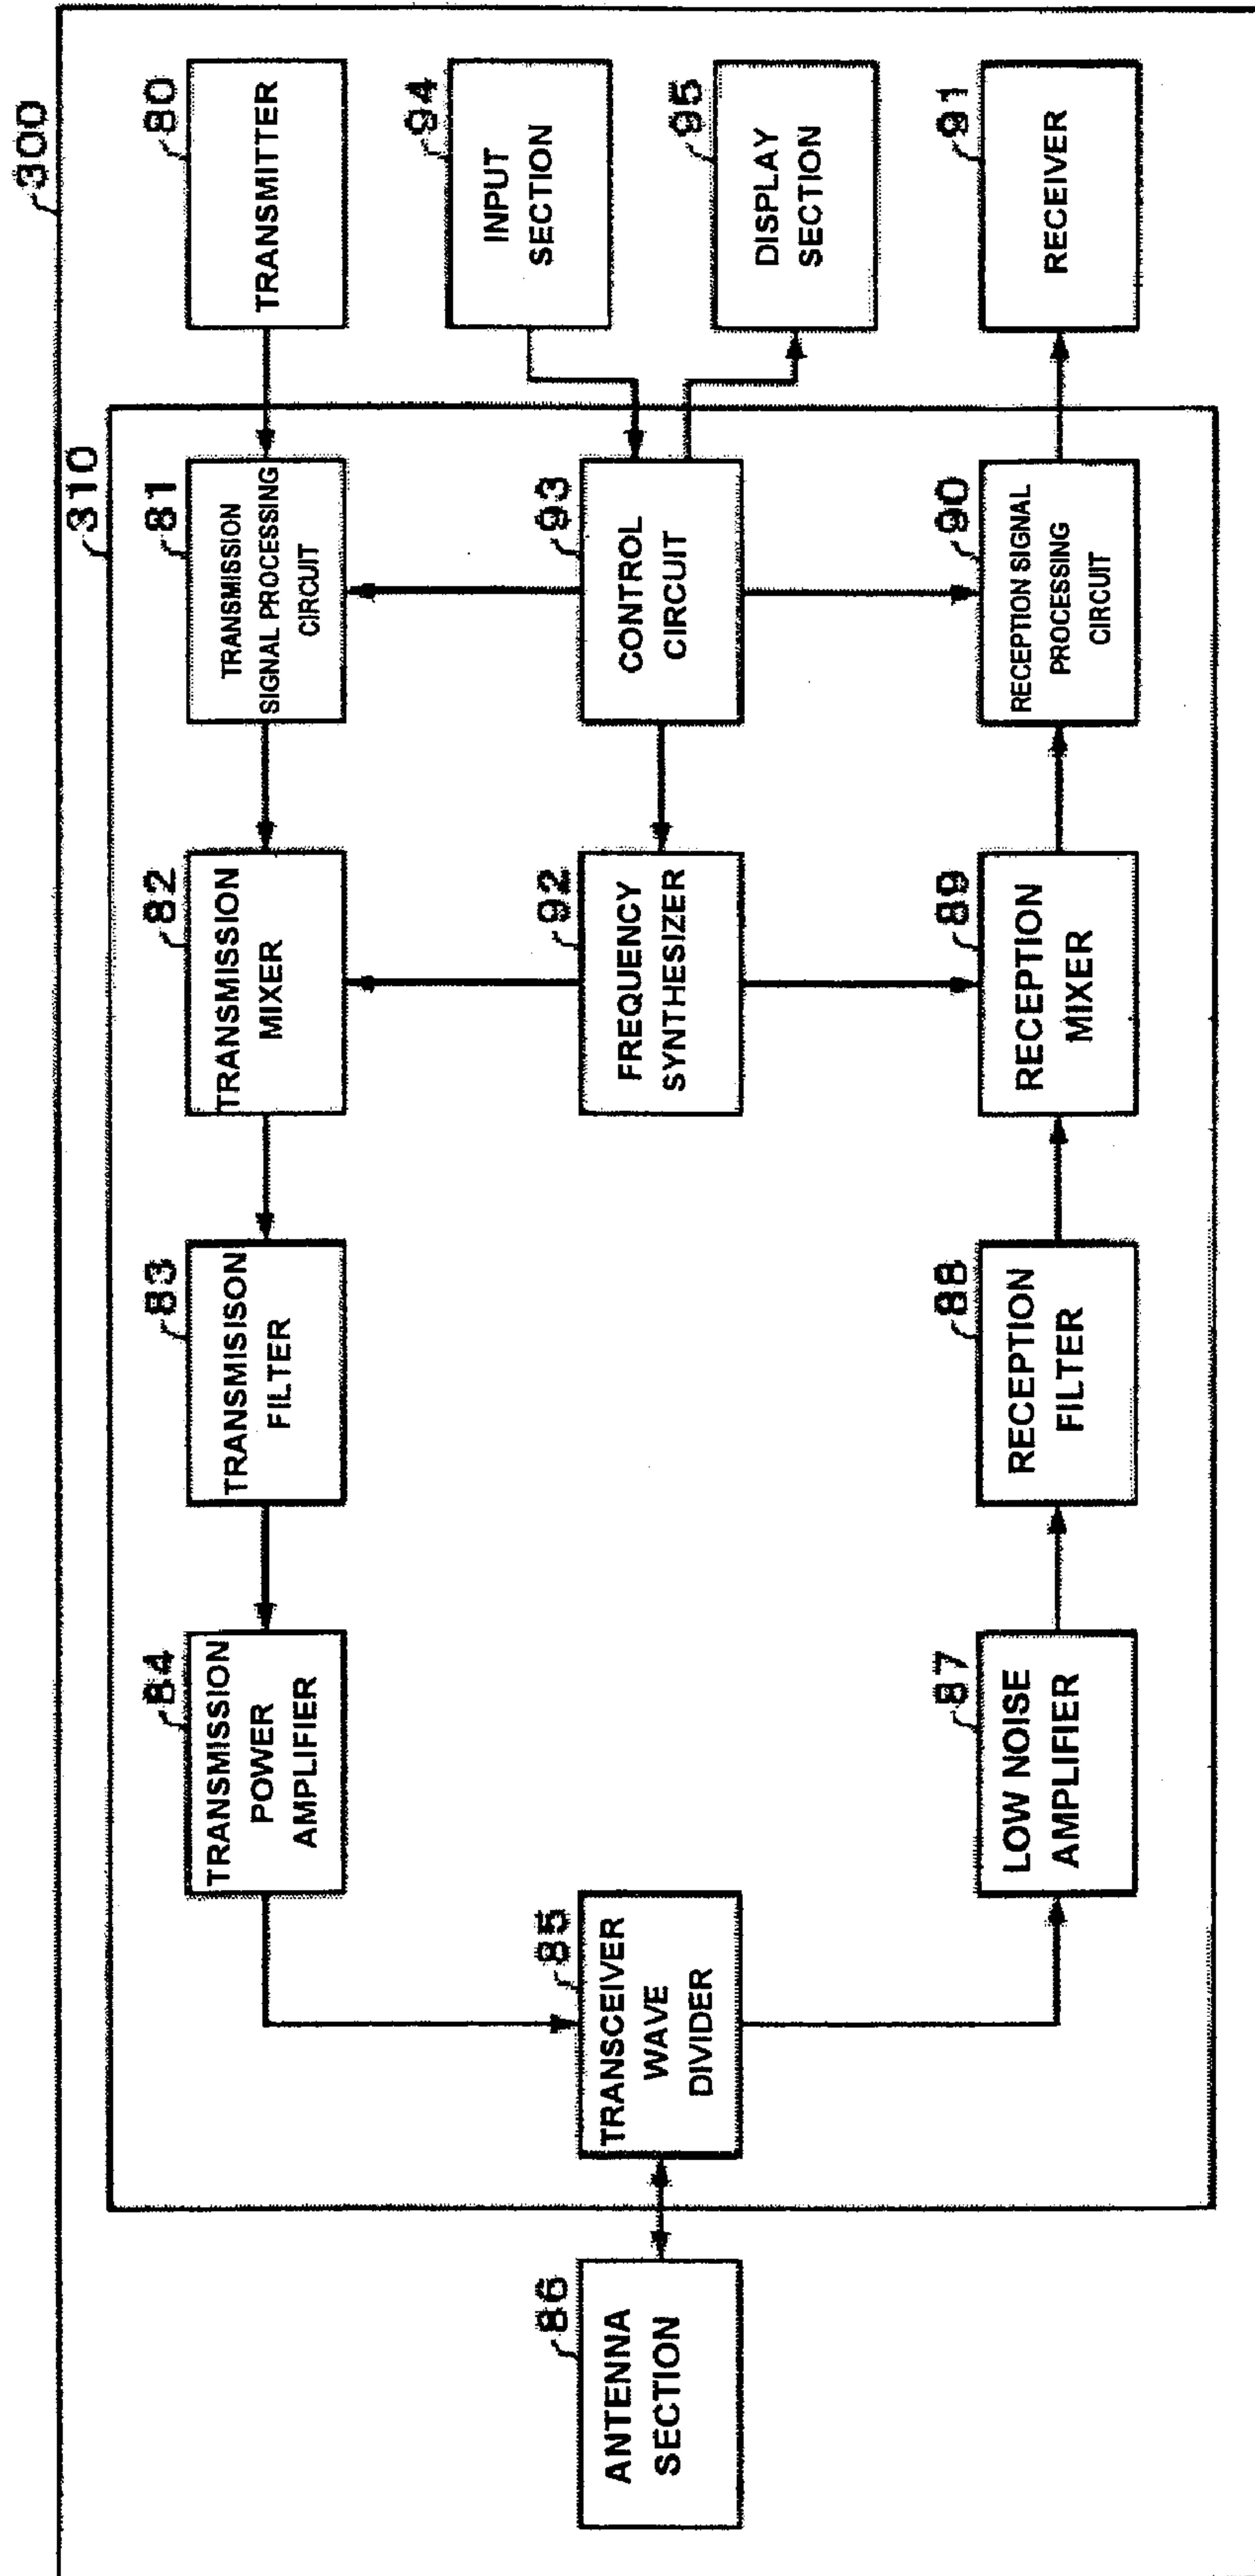 300
310
86
ANTENNA
SECTION
85
TRANSCEIVER
WAVE
DIVIDER
84
TRANSMISSION
POWER
AMPLIFIER
83
TRANSMISISON
FILTER
82
TRANSMISSION
MIXER
81
TRANSMISSION
SIGNAL PROCESSING
CIRCUIT
80
TRANSMITTER
92
FREQUENCY
SYNTHESIZER
93
CONTROL
CIRCUIT
94
INPUT
SECTION
95
DISPLAY
SECTION
87
LOW NOISE
AMPLIFIER
88
RECEPTION
FILTER
89
RECEPTION
MIXER
90
RECEPTION SIGNAL
PROCESSING
CIRCUIT
91
RECEIVER